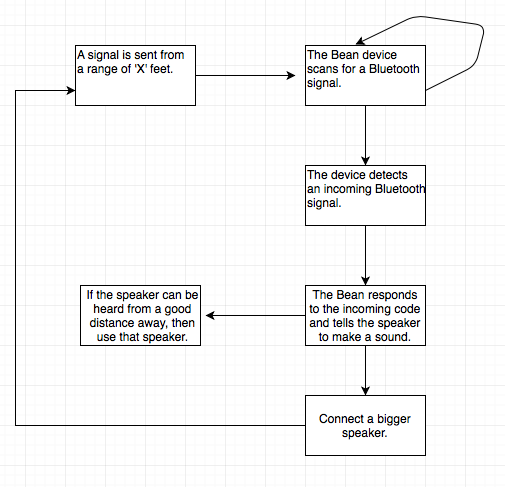 A signal is sent from
a range of 'X' feet.
The Bean device
scans for a Bluetooth
signal.
The device detects
an incoming Bluetooth
signal.
If the speaker can be
heard from a good
distance away, then
use that speaker.
The Bean responds
to the incoming code
and tells the speaker
to make a sound.
Connect a bigger
speaker.